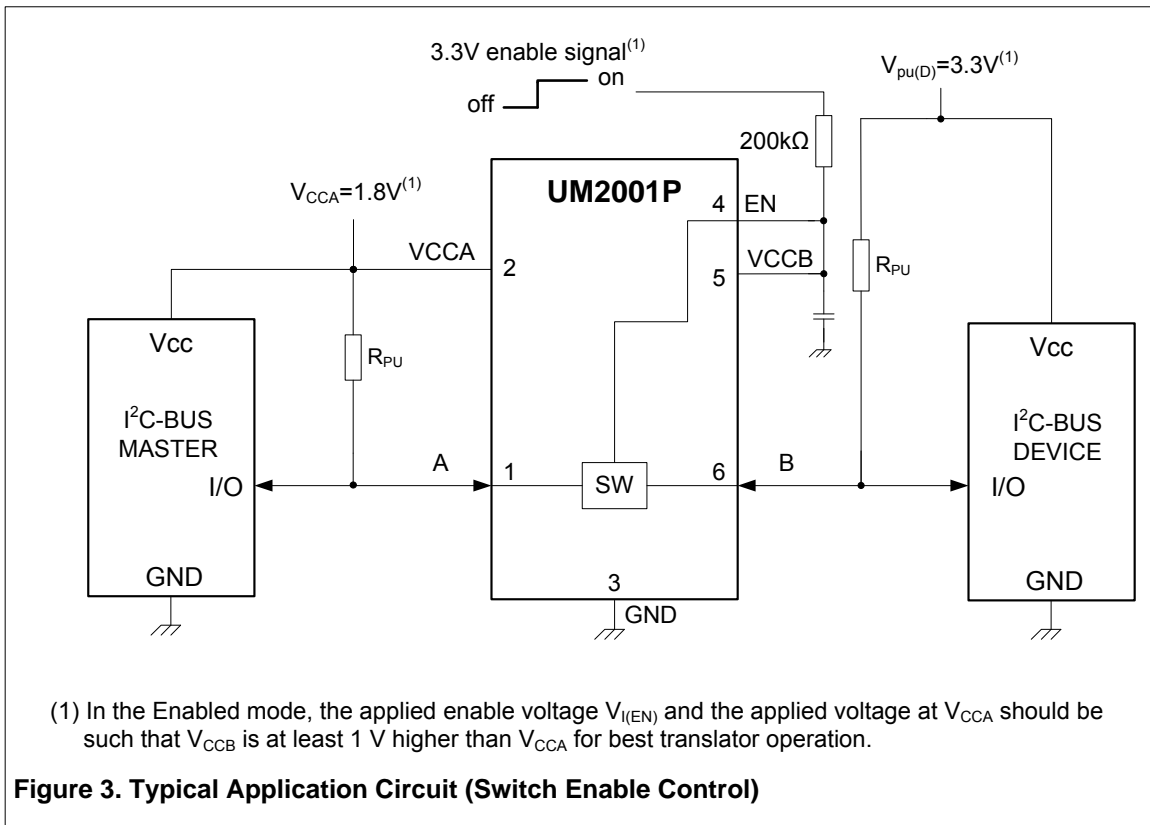 3.3V enable signal(1)
off
on
Vpu(D)=3.3V(1)
200kΩ
UM2001P
VCCA=1.8V(1)
4
EN
VCCA
2
VCCB
5
RPU
RPU
Vcc
I2C-BUS
MASTER
I/O
GND
A
1
SW
6
B
Vcc
I2C-BUS
DEVICE
I/O
GND
3
GND
(1) In the Enabled mode, the applied enable voltage VI(EN) and the applied voltage at VCCA should be
such that VCCB is at least 1 V higher than VCCA for best translator operation.
Figure 3. Typical Application Circuit (Switch Enable Control)